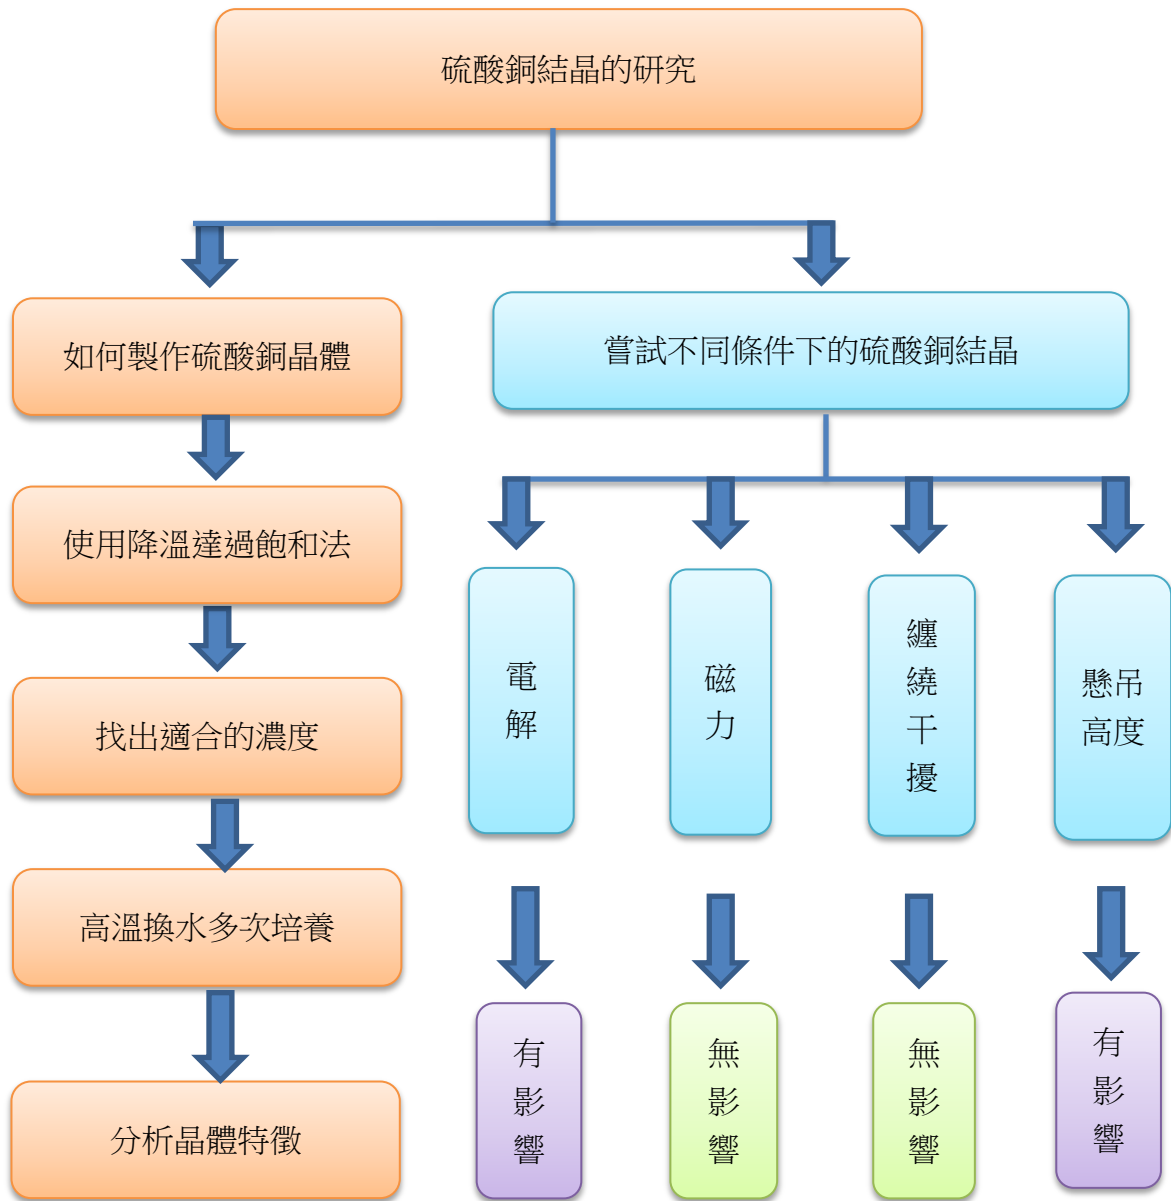 硫酸銅結晶的研究
如何製作硫酸銅晶體
嘗試不同條件下的硫酸銅結晶
使用降溫達過飽和法
找出適合的濃度
高溫換水多次培養
分析晶體特徵
電解
磁力
纏繞干擾
懸吊
高度
有影響
無影響
無影響
有影響